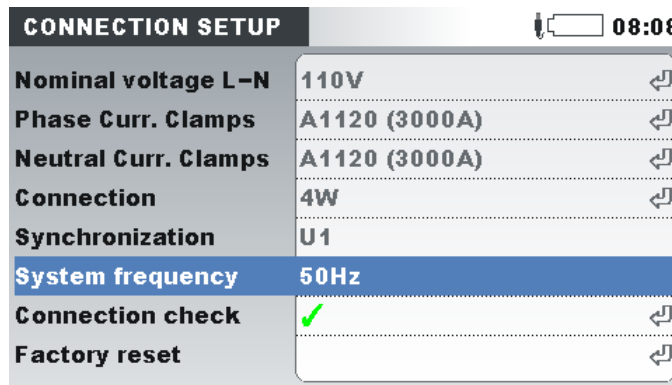 CONNECTION SETUP 08:08
Nominal voltage L-N 110V
Phase Curr. Clamps A1120 (3000A)
Neutral Curr. Clamps A1120 (3000A)
Connection 4W
Synchronization U1
System frequency 50Hz
Connection check ✓
Factory reset